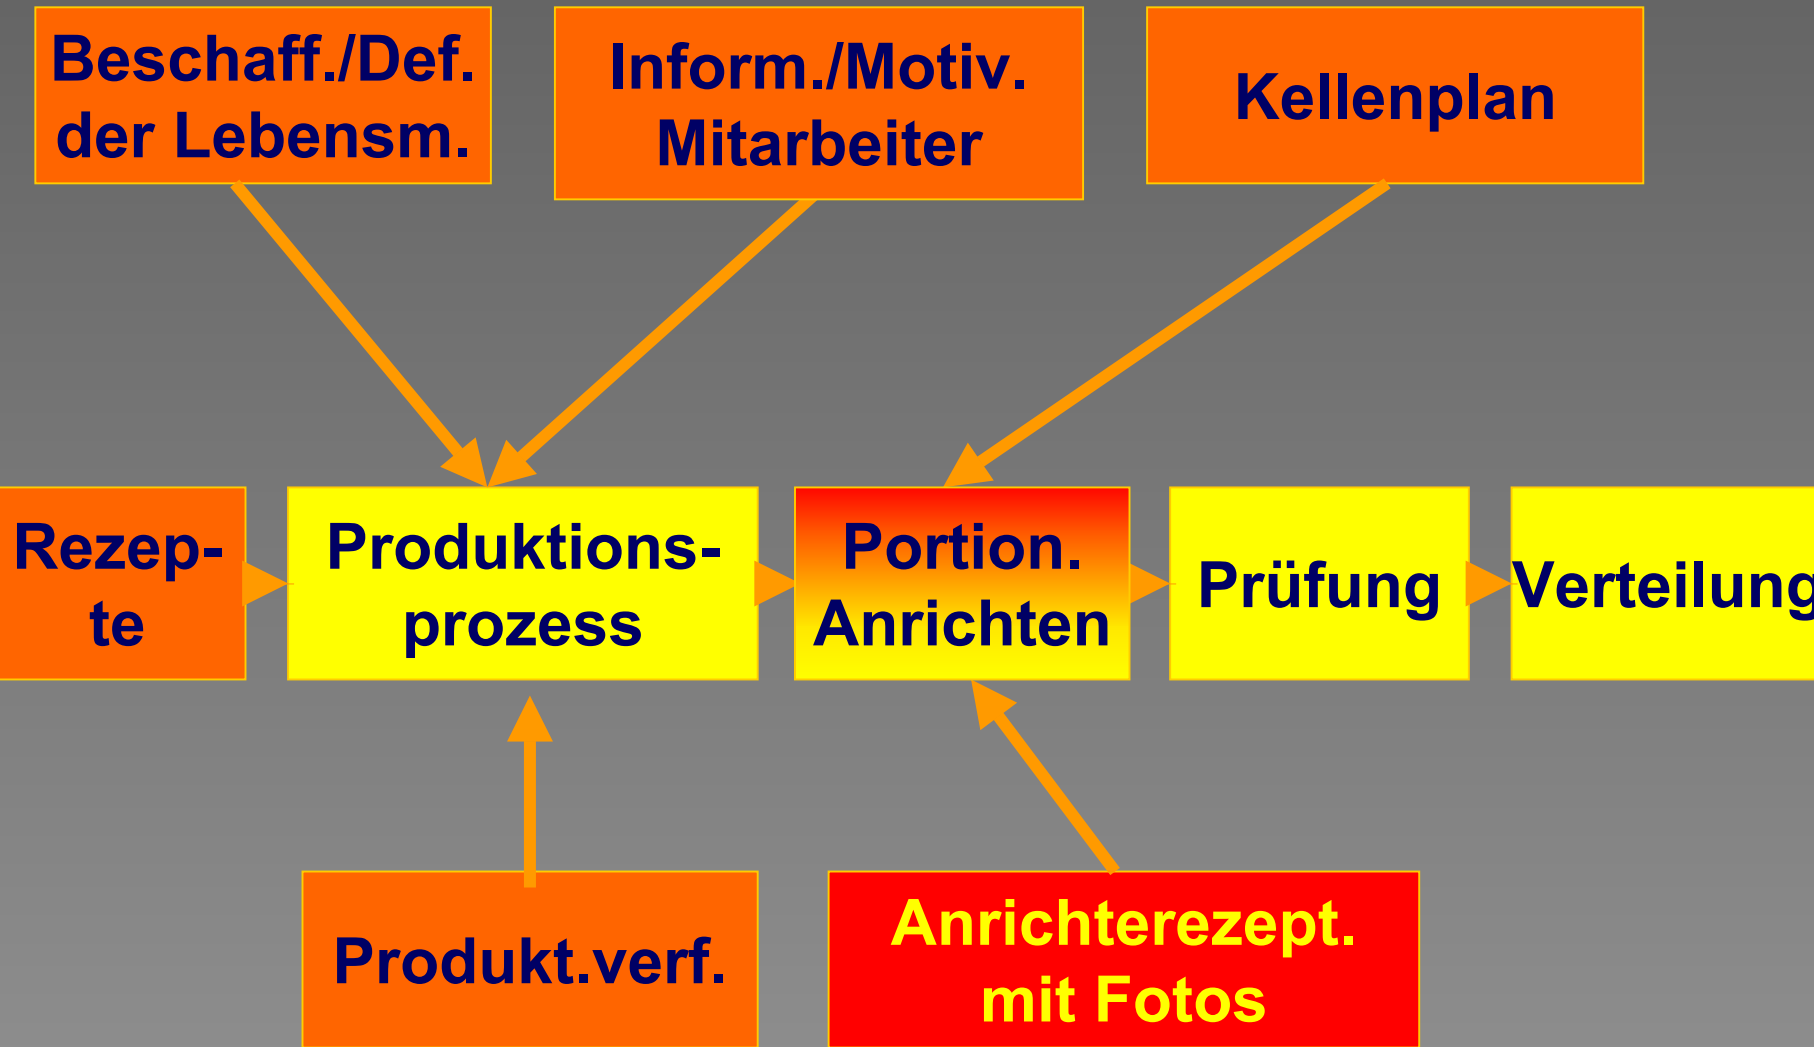 Beschaff./Def.
der Lebensm.
Inform./Motiv.
Mitarbeiter
Kellenplan
Rezep-
te
Produktions-
prozess
Portion.
Anrichten
Prüfung
Verteilung
Produkt.verf.
Anrichterezept.
mit Fotos